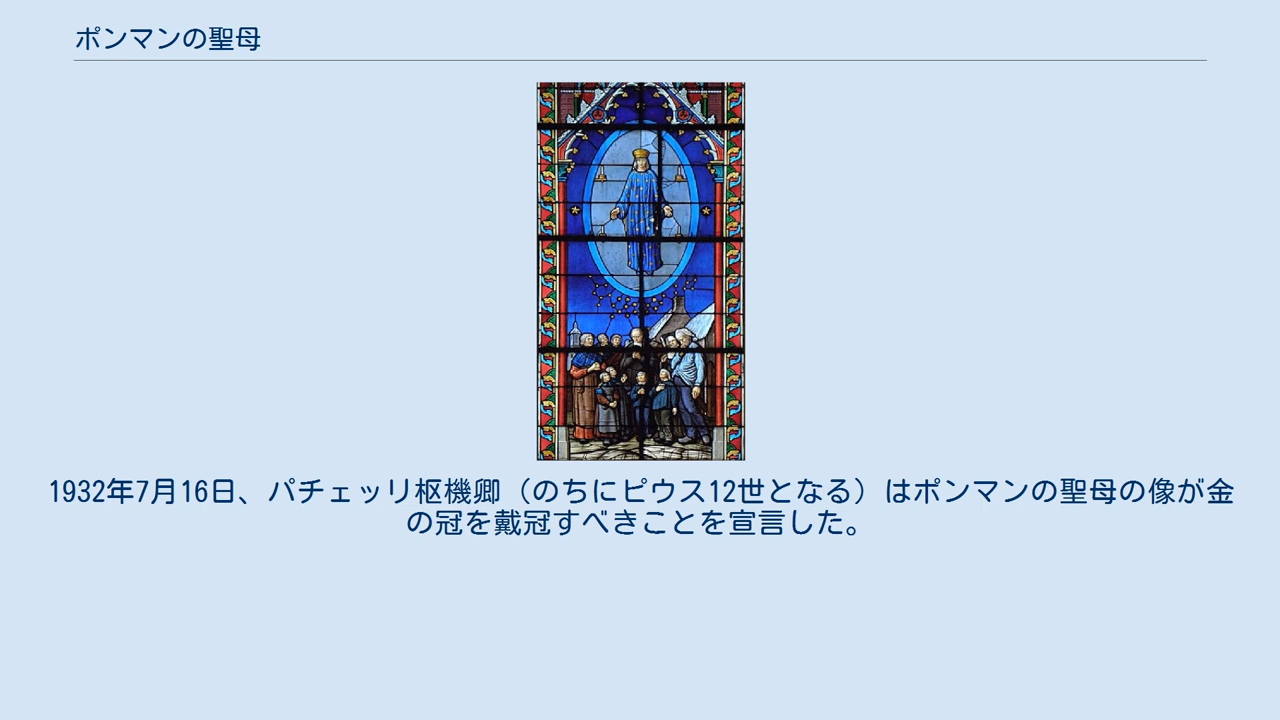 ポンマンの聖母
1932年7月16日、パチェッリ枢機卿（のちにピウス12世となる）はポンマンの聖母の像が金
の冠を戴冠すべきことを宣言した。